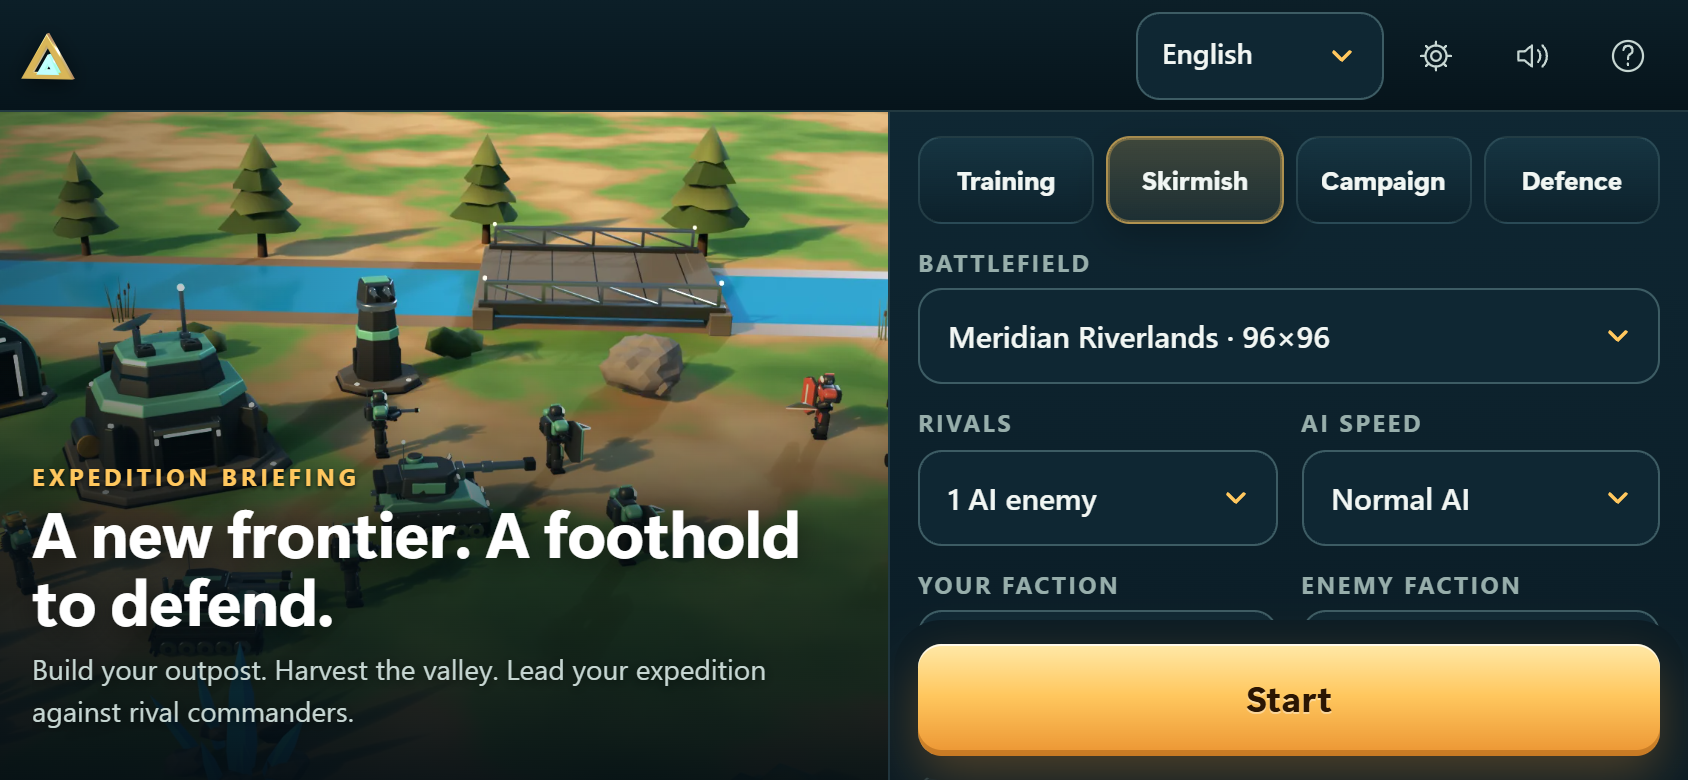 English
Training
Skirmish
Campaign
Defence
BATTLEFIELD
Meridian Riverlands · 96×96
RIVALS
AI SPEED
1 AI enemy
Normal AI
YOUR FACTION
ENEMY FACTION
Start
EXPEDITION BRIEFING
A new frontier. A foothold
to defend.
Build your outpost. Harvest the valley. Lead your expedition
against rival commanders.